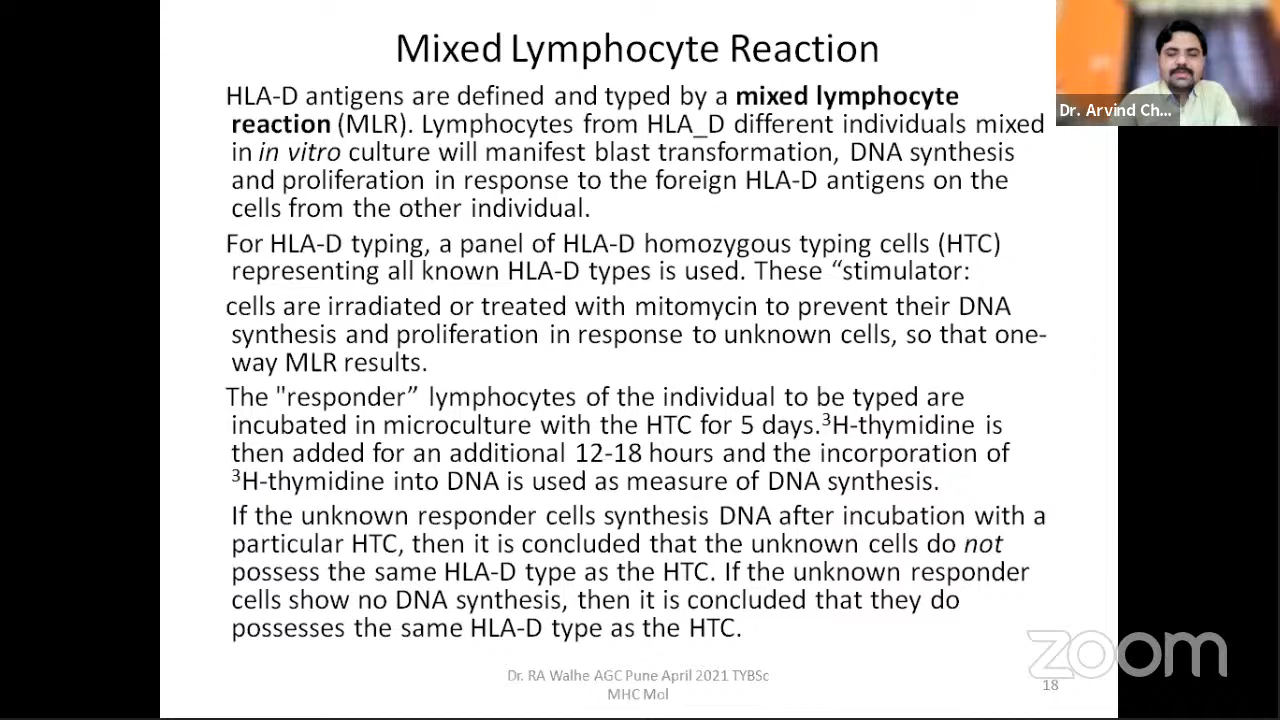 Mixed Lymphocyte Reaction
HLA-D antigens are defined and typed by a mixed lymphocyte
reaction (MLR). Lymphocytes from HLA_D different individuals mixed
in in vitro culture will manifest blast transformation, DNA synthesis
and proliferation in response to the foreign HLA-D antigens on the
cells from the other individual.
For HLA-D typing, a panel of HLA-D homozygous typing cells (HTC)
representing all known HLA-D types is used. These “stimulator:
cells are irradiated or treated with mitomycin to prevent their DNA
synthesis and proliferation in response to unknown cells, so that one-
way MLR results.
The "responder” lymphocytes of the individual to be typed are
incubated in microculture with the HTC for 5 days.³H-thymidine is
then added for an additional 12-18 hours and the incorporation of
³H-thymidine into DNA is used as measure of DNA synthesis.
If the unknown responder cells synthesis DNA after incubation with a
particular HTC, then it is concluded that the unknown cells do not
possess the same HLA-D type as the HTC. If the unknown responder
cells show no DNA synthesis, then it is concluded that they do
possesses the same HLA-D type as the HTC.
Dr. RA Walhe AGC Pune April 2021 TYBSc
MHC Mol
18
Dr. Arvind Ch...
zoom